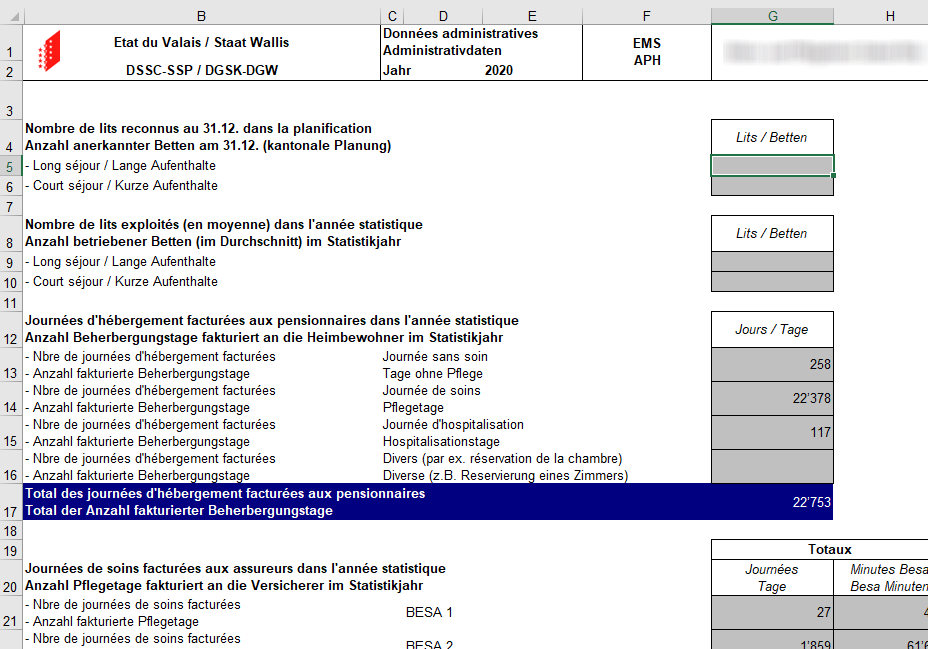 B C D E F G H
1 Etat du Valais / Staat Wallis Données administratives EMS
Administrativdaten APH
2 DSSC-SSP / DGSK-DGW Jahr 2020
3
Nombre de lits reconnus au 31.12. dans la planification Lits / Betten
4 Anzahl anerkannter Betten am 31.12. (kantonale Planung)
5 - Long séjour / Lange Aufenthalte
6 - Court séjour / Kurze Aufenthalte
7
Nombre de lits exploités (en moyenne) dans l'année statistique Lits / Betten
8 Anzahl betriebener Betten (im Durchschnitt) im Statistikjahr
9 - Long séjour / Lange Aufenthalte
10 - Court séjour / Kurze Aufenthalte
11
Journées d'hébergement facturées aux pensionnaires dans l'année statistique Jours / Tage
12 Anzahl Beherbergungstage fakturiert an die Heimbewohner im Statistikjahr
- Nbre de journées d'hébergement facturées Journée sans soin 258
13 - Anzahl fakturierte Beherbergungstage Tage ohne Pflege
- Nbre de journées d'hébergement facturées Journée de soins 22'378
14 - Anzahl fakturierte Beherbergungstage Pflegetage
- Nbre de journées d'hébergement facturées Journée d'hospitalisation 117
15 - Anzahl fakturierte Beherbergungstage Hospitalisationstage
- Nbre de journées d'hébergement facturées Divers (par ex. réservation de la chambre)
16 - Anzahl fakturierte Beherbergungstage Diverse (z.B. Reservierung eines Zimmers)
Total des journées d'hébergement facturées aux pensionnaires 22'753
17 Total der Anzahl fakturierter Beherbergungstage
18
19 Totaux
Journées de soins facturées aux assureurs dans l'année statistique Journées Minutes Besa
20 Anzahl Pflegetage fakturiert an die Versicherer im Statistikjahr Tage Besa Minuten
- Nbre de journées de soins facturées BESA 1 27
21 - Anzahl fakturierte Pflegetage
- Nbre de journées de soins facturées BESA 2 1'859